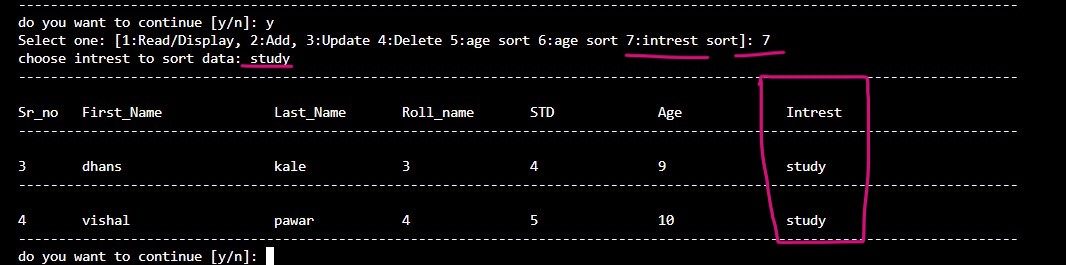 do you want to continue [y/n]: y
Select one: [1:Read/Display, 2:Add, 3:Update 4:Delete 5:age sort 6:age sort 7:intrest sort]: 7
choose intrest to sort data: study
Sr_no First_Name Last_Name Roll_name STD Age Intrest
3 dhans kale 3 4 9 study
4 vishal pawar 4 5 10 study
do you want to continue [y/n]: